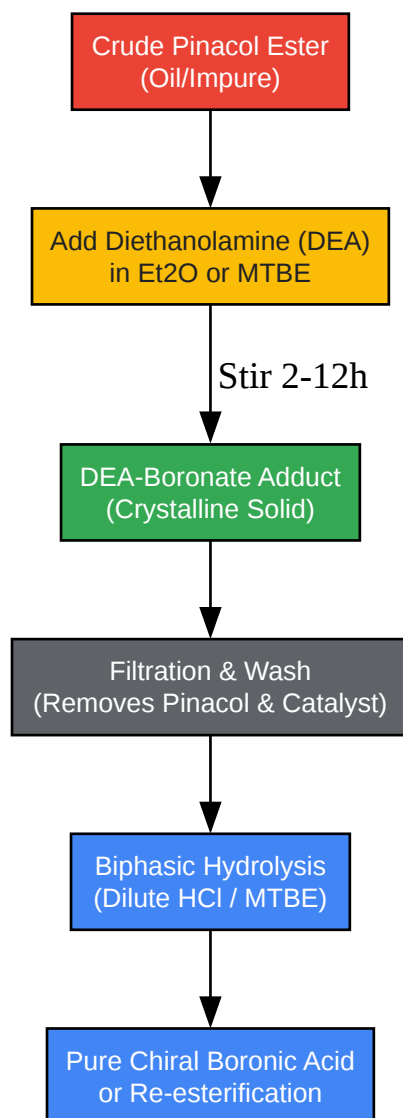 Crude Pinacol Ester
(Oil/Impure)
Add Diethanolamine (DEA)
in Et2O or MTBE
Stir 2-12h
DEA-Boronate Adduct
(Crystalline Solid)
Filtration & Wash
(Removes Pinacol & Catalyst)
Biphasic Hydrolysis
(Dilute HCl / MTBE)
Pure Chiral Boronic Acid
or Re-esterification